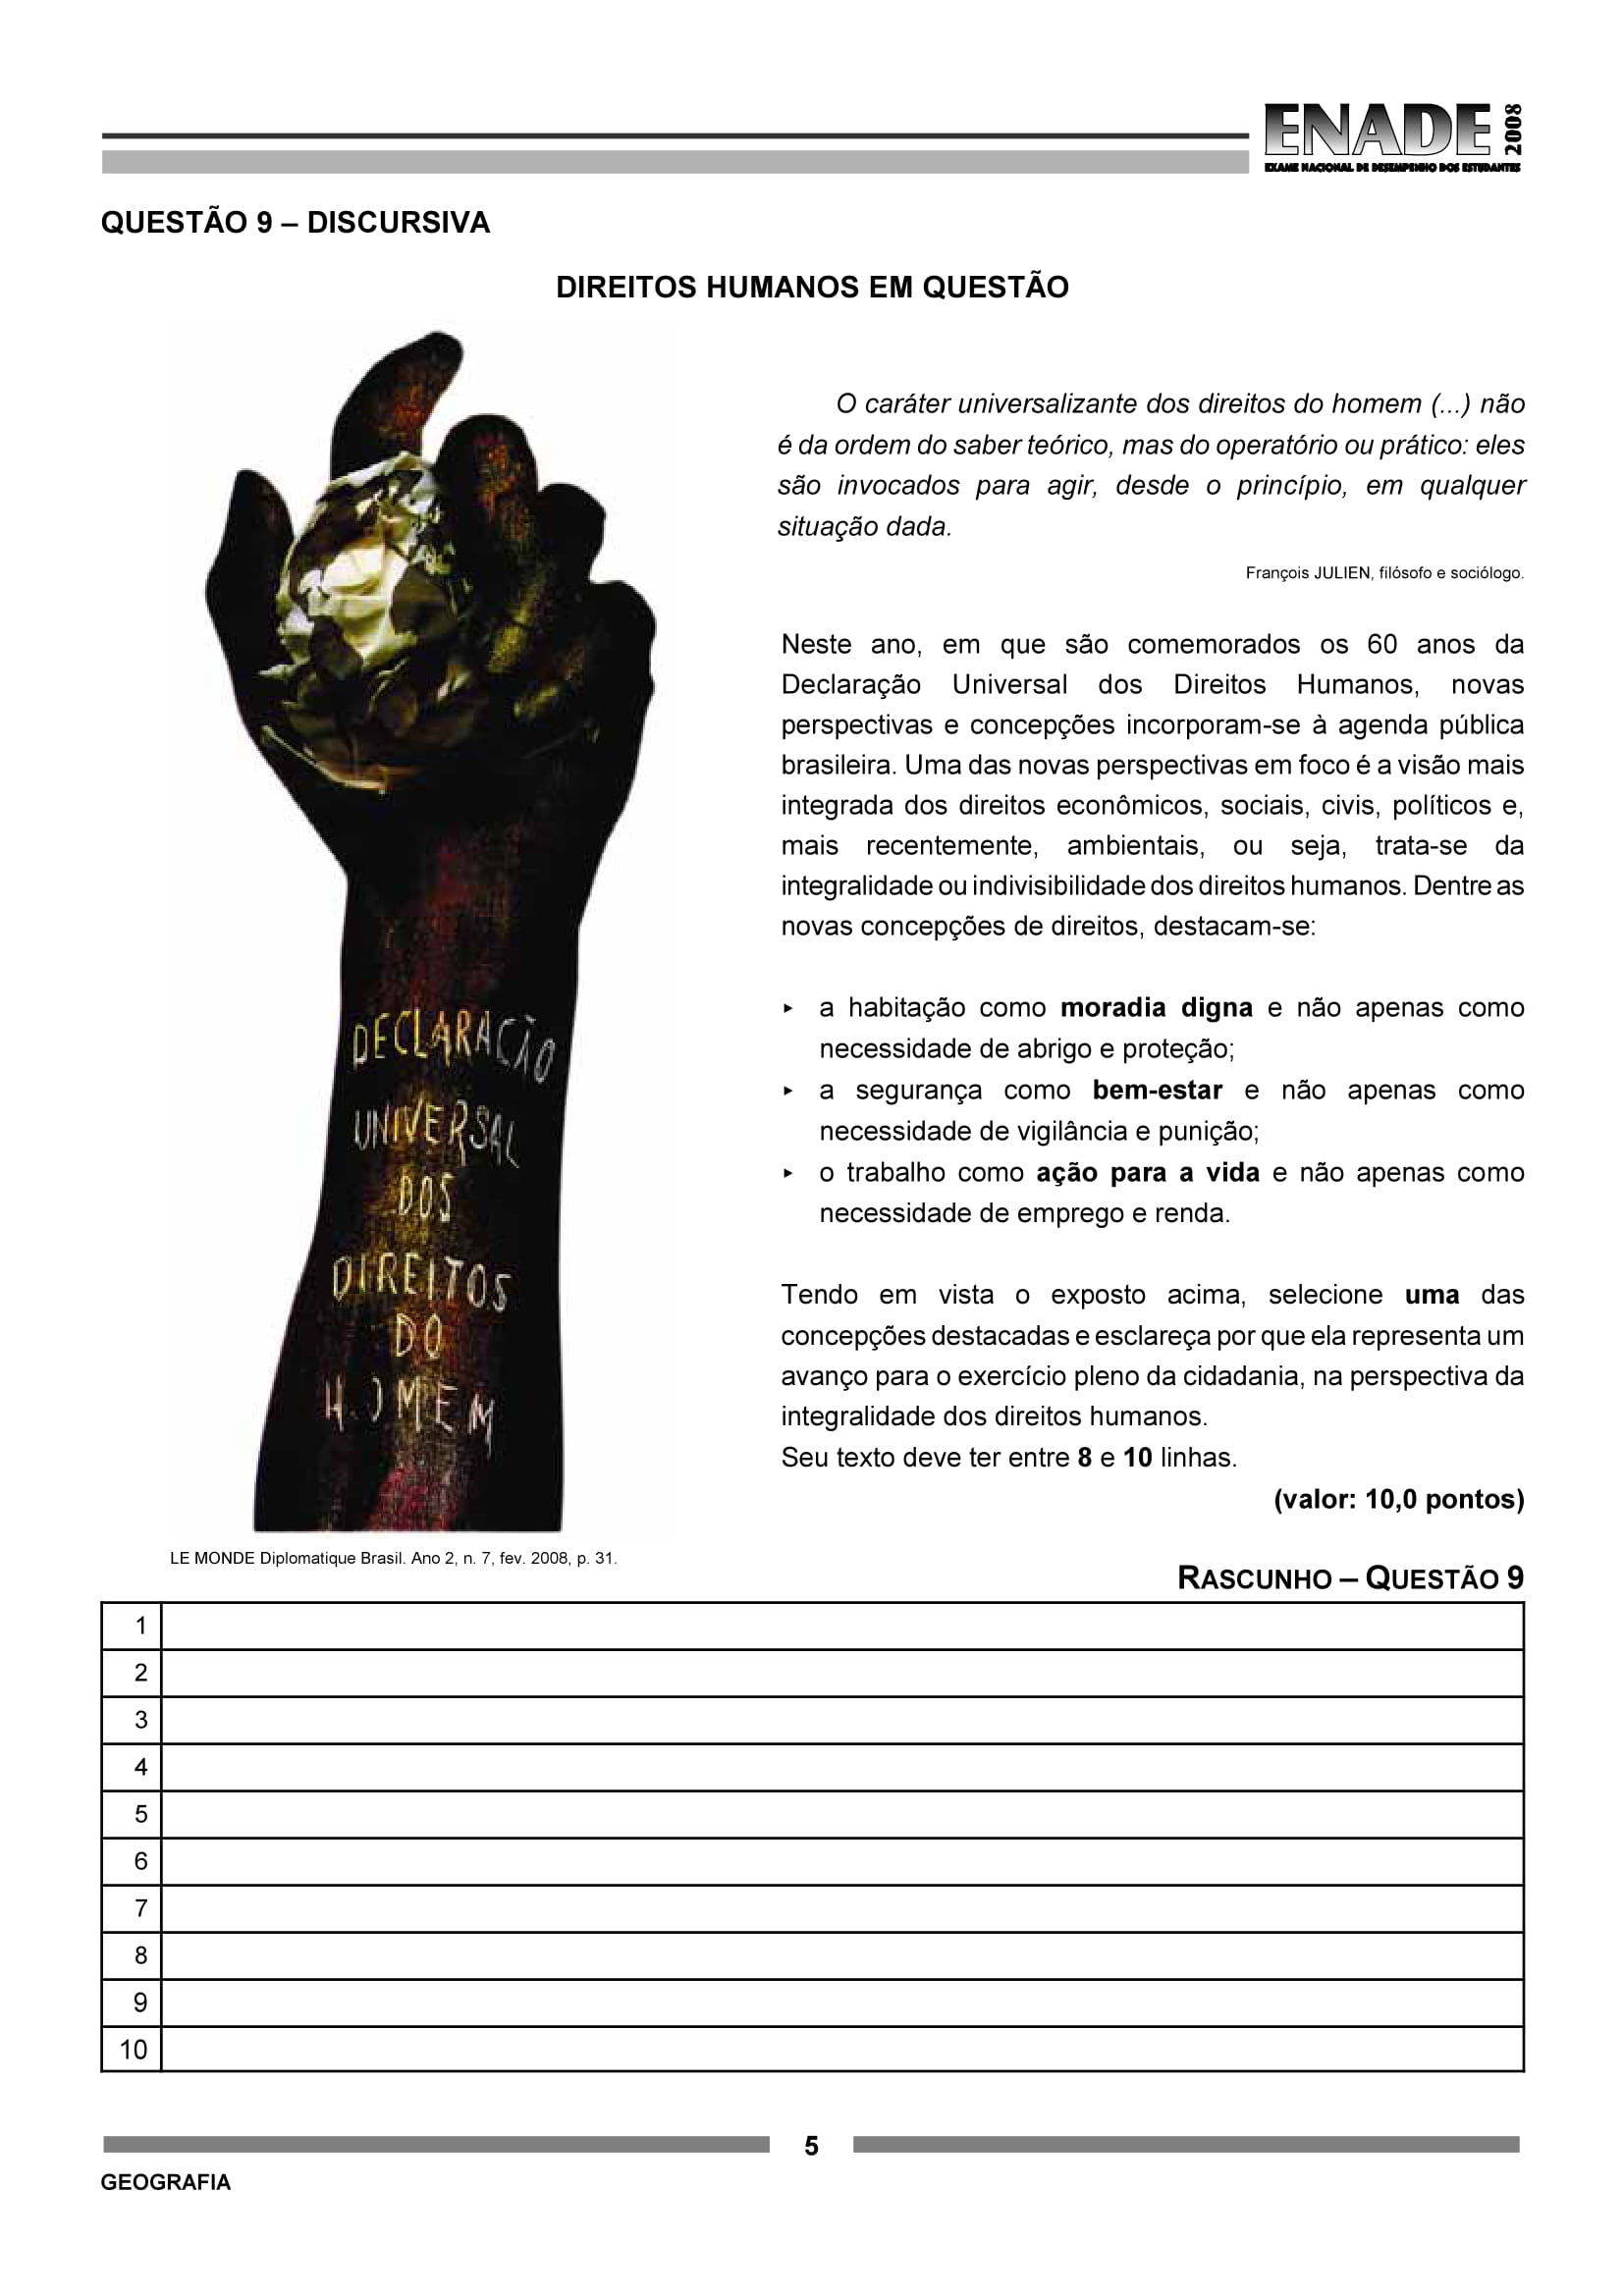 ENADE 2008
EXAME NACIONAL DE DESEMPENHO DOS ESTUDANTES
QUESTÃO 9 – DISCURSIVA
DIREITOS HUMANOS EM QUESTÃO
O caráter universalizante dos direitos do homem (...) não
é da ordem do saber teórico, mas do operatório ou prático: eles
são invocados para agir, desde o princípio, em qualquer
situação dada.
François JULIEN, filósofo e sociólogo.
Neste ano, em que são comemorados os 60 anos da
Declaração Universal dos Direitos Humanos, novas
perspectivas e concepções incorporam-se à agenda pública
brasileira. Uma das novas perspectivas em foco é a visão mais
integrada dos direitos econômicos, sociais, civis, políticos e,
mais recentemente, ambientais, ou seja, trata-se da
integralidade ou indivisibilidade dos direitos humanos. Dentre as
novas concepções de direitos, destacam-se:
▸ a habitação como moradia digna e não apenas como
necessidade de abrigo e proteção;
▸ a segurança como bem-estar e não apenas como
necessidade de vigilância e punição;
▸ o trabalho como ação para a vida e não apenas como
necessidade de emprego e renda.
Tendo em vista o exposto acima, selecione uma das
concepções destacadas e esclareça por que ela representa um
avanço para o exercício pleno da cidadania, na perspectiva da
integralidade dos direitos humanos.
Seu texto deve ter entre 8 e 10 linhas.
(valor: 10,0 pontos)
DECLARAÇÃO
UNIVERSAL
DOS
DIREITOS
DO
HOMEM
LE MONDE Diplomatique Brasil. Ano 2, n. 7, fev. 2008, p. 31.
RASCUNHO – QUESTÃO 9
1
2
3
4
5
6
7
8
9
10
5
GEOGRAFIA